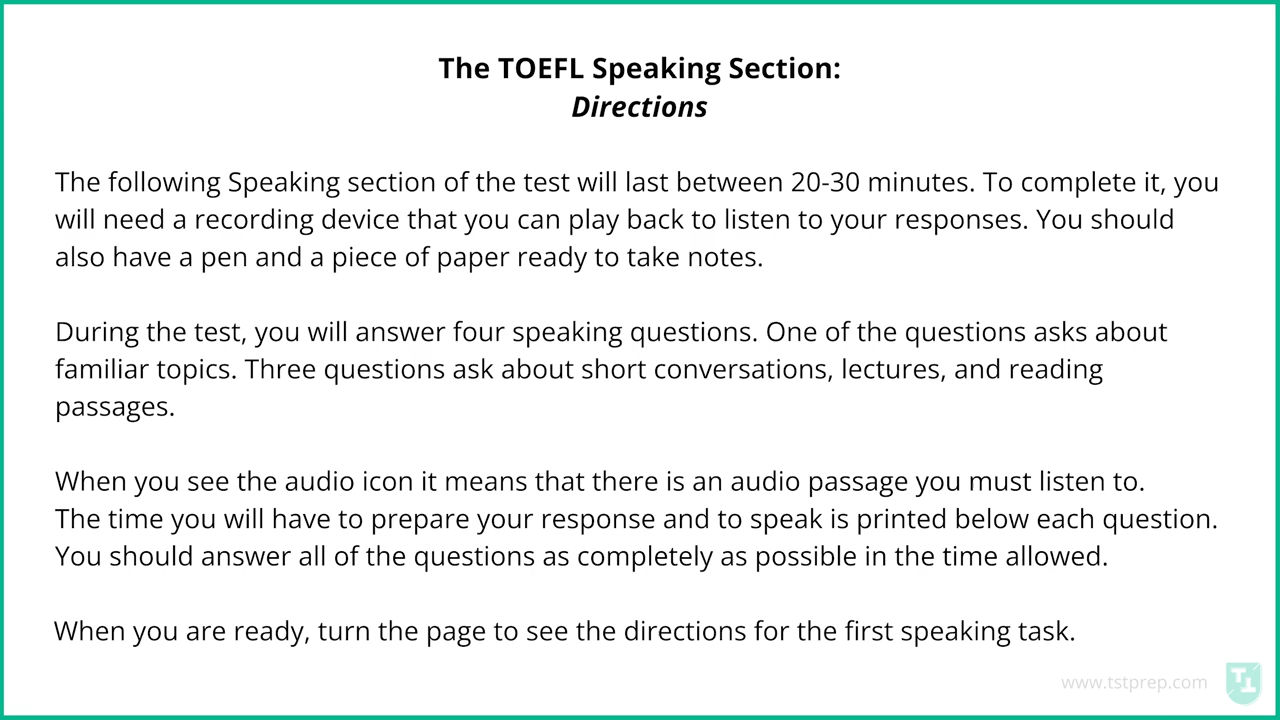 The TOEFL Speaking Section:
Directions
The following Speaking section of the test will last between 20-30 minutes. To complete it, you
will need a recording device that you can play back to listen to your responses. You should
also have a pen and a piece of paper ready to take notes.
During the test, you will answer four speaking questions. One of the questions asks about
familiar topics. Three questions ask about short conversations, lectures, and reading
passages.
When you see the audio icon it means that there is an audio passage you must listen to.
The time you will have to prepare your response and to speak is printed below each question.
You should answer all of the questions as completely as possible in the time allowed.
When you are ready, turn the page to see the directions for the first speaking task.
www.tstprep.com